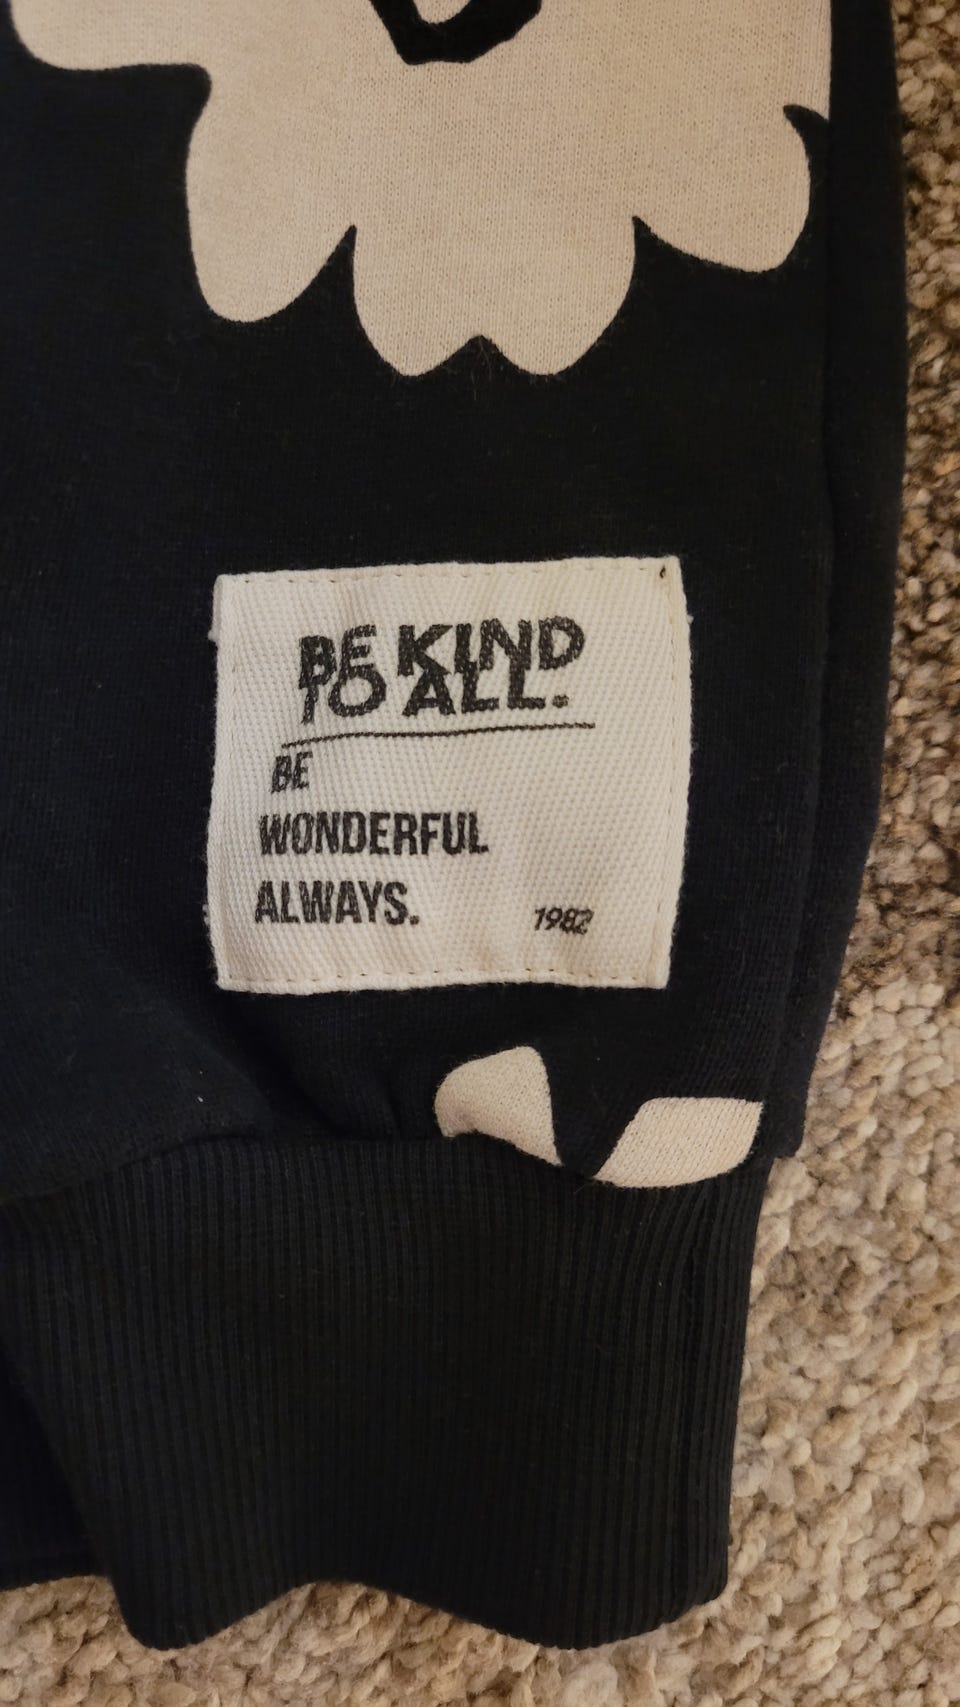 BE KIND
TO ALL.
BE
WONDERFUL
ALWAYS.
1982